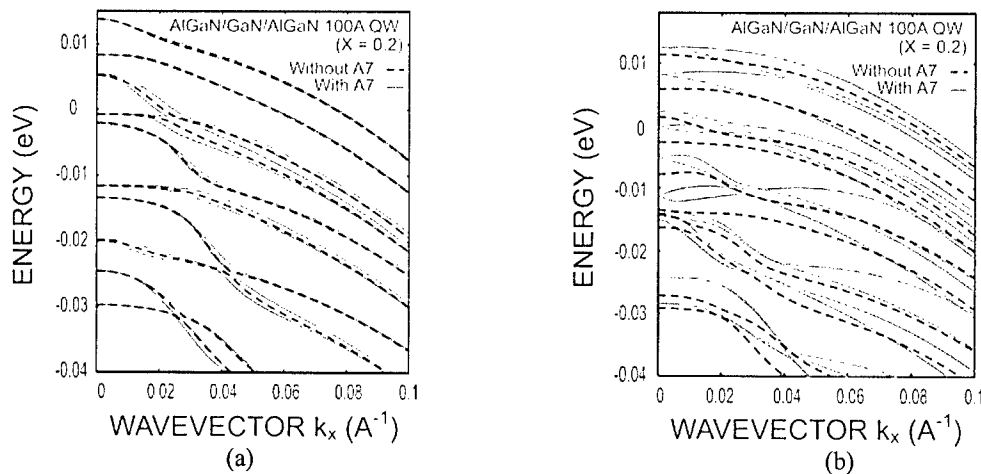 AlGaN/GaN/AlGaN 100A QW
(X = 0.2)
Without A7
With A7
ENERGY (eV)
0.01
0
-0.01
-0.02
-0.03
-0.04
0
0.02
0.04
0.06
0.08
0.1
WAVEVECTOR kx (A⁻¹)
(a)
AlGaN/GaN/AlGaN 100A QW
(X = 0.2)
Without A7
With A7
ENERGY (eV)
0.01
0
-0.01
-0.02
-0.03
-0.04
0
0.02
0.04
0.06
0.08
0.1
WAVEVECTOR kx (A⁻¹)
(b)